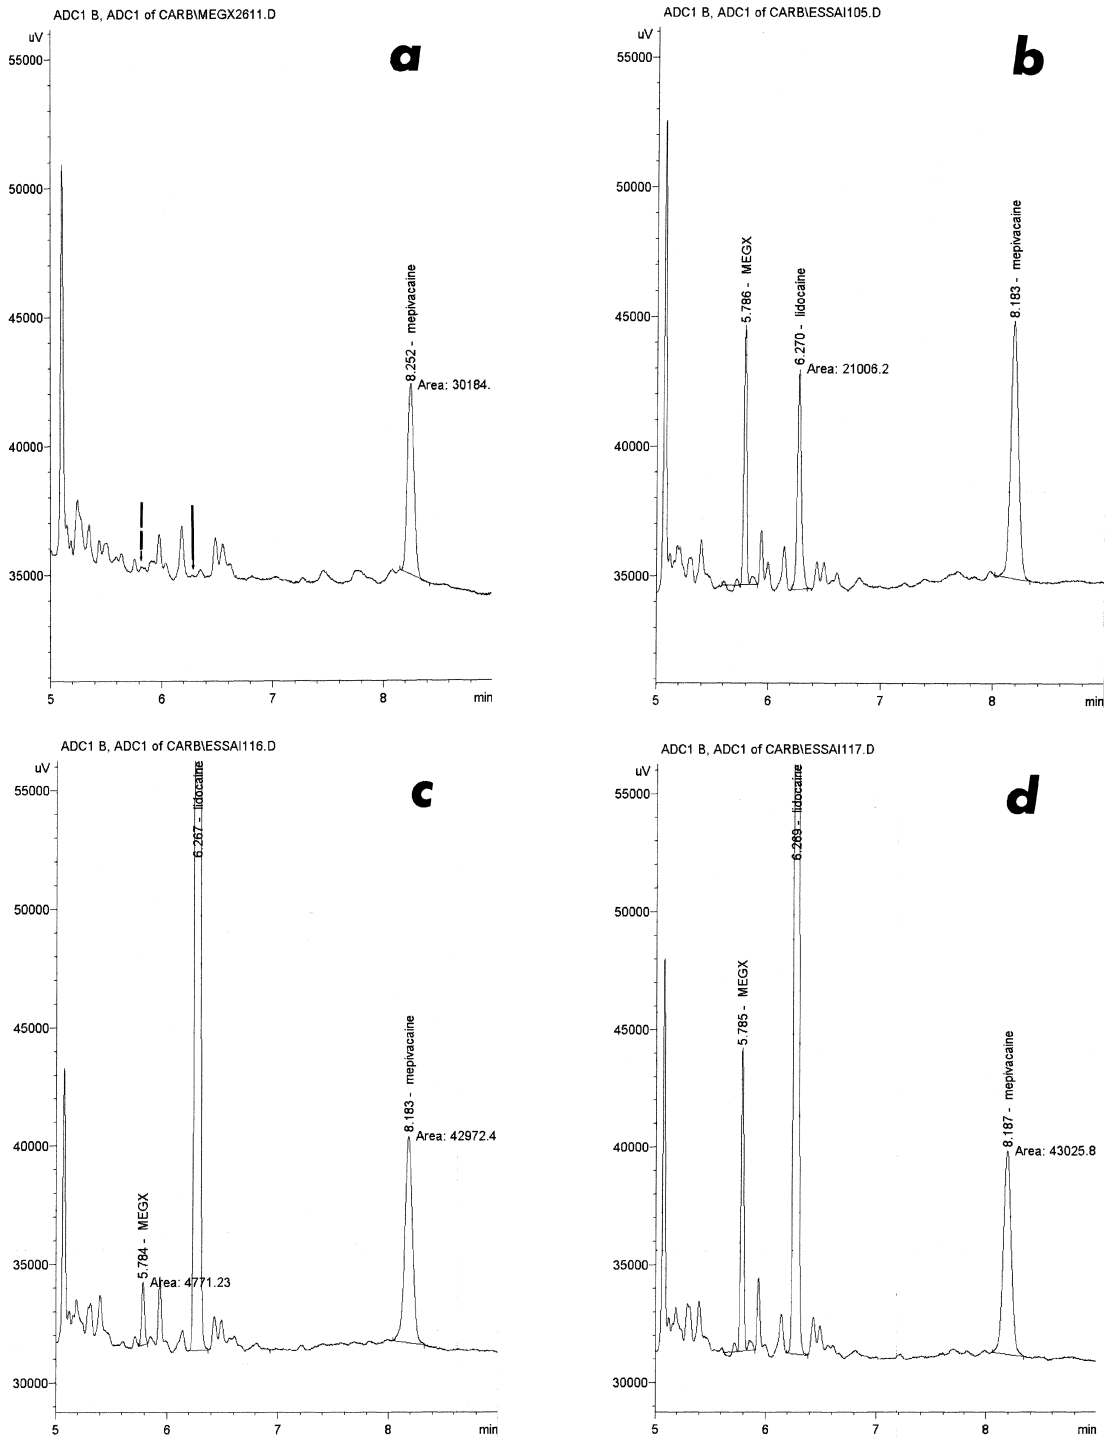 ADC1 B, ADC1 of CARB\MEGX2611.D
uV
a
55000
50000
45000
40000
35000
8.252 - mepivacaine
Area: 30184.
5 6 7 8 min
ADC1 B, ADC1 of CARB\ESSAI105.D
uV
b
55000
50000
45000
40000
35000
5.786 - MEGX
6.270 - lidocaine
Area: 21006.2
8.183 - mepivacaine
5 6 7 8 min
ADC1 B, ADC1 of CARB\ESSAI116.D
uV
c
55000
50000
45000
40000
35000
30000
5.784 - MEGX
Area: 4771.23
6.267 - lidocaine
8.183 - mepivacaine
Area: 42972.4
5 6 7 8 min
ADC1 B, ADC1 of CARB\ESSAI117.D
uV
d
55000
50000
45000
40000
35000
30000
5.785 - MEGX
6.269 - lidocaine
8.187 - mepivacaine
Area: 43025.8
5 6 7 8 min